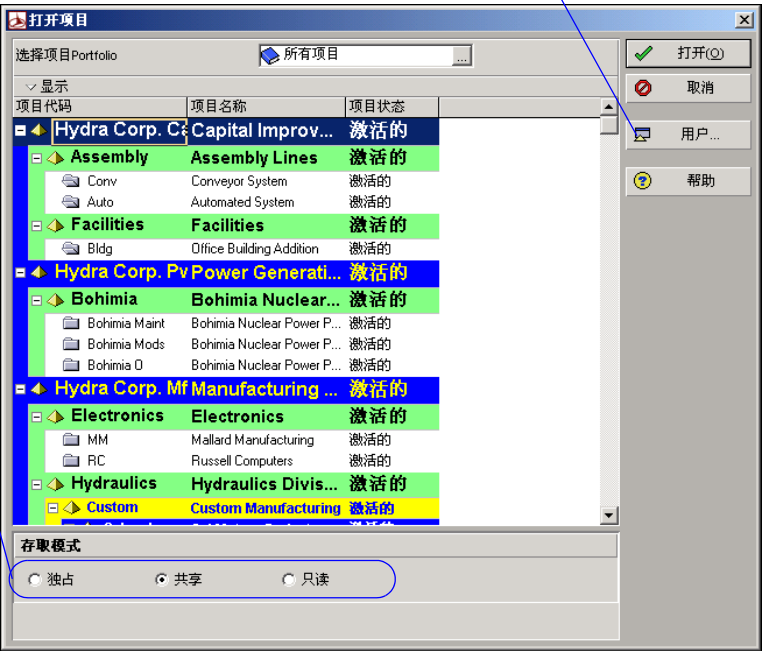 打开项目
选择项目Portfolio 所有项目 ...
显示
项目代码 项目名称 项目状态
Hydra Corp. Ca Capital Improv... 激活的
Assembly Assembly Lines 激活的
Conv Conveyor System 激活的
Auto Automated System 激活的
Facilities Facilities 激活的
Bldg Office Building Addition 激活的
Hydra Corp. Pv Power Generati... 激活的
Bohimia Bohimia Nuclear... 激活的
Bohimia Maint Bohimia Nuclear Power P... 激活的
Bohimia Mods Bohimia Nuclear Power P... 激活的
Bohimia O Bohimia Nuclear Power P... 激活的
Hydra Corp. Mf Manufacturing ... 激活的
Electronics Electronics 激活的
MM Mallard Manufacturing 激活的
RC Russell Computers 激活的
Hydraulics Hydraulics Divis... 激活的
Custom Custom Manufacturing 激活的
存取模式
独占 共享 只读
打开(O)
取消
用户...
帮助